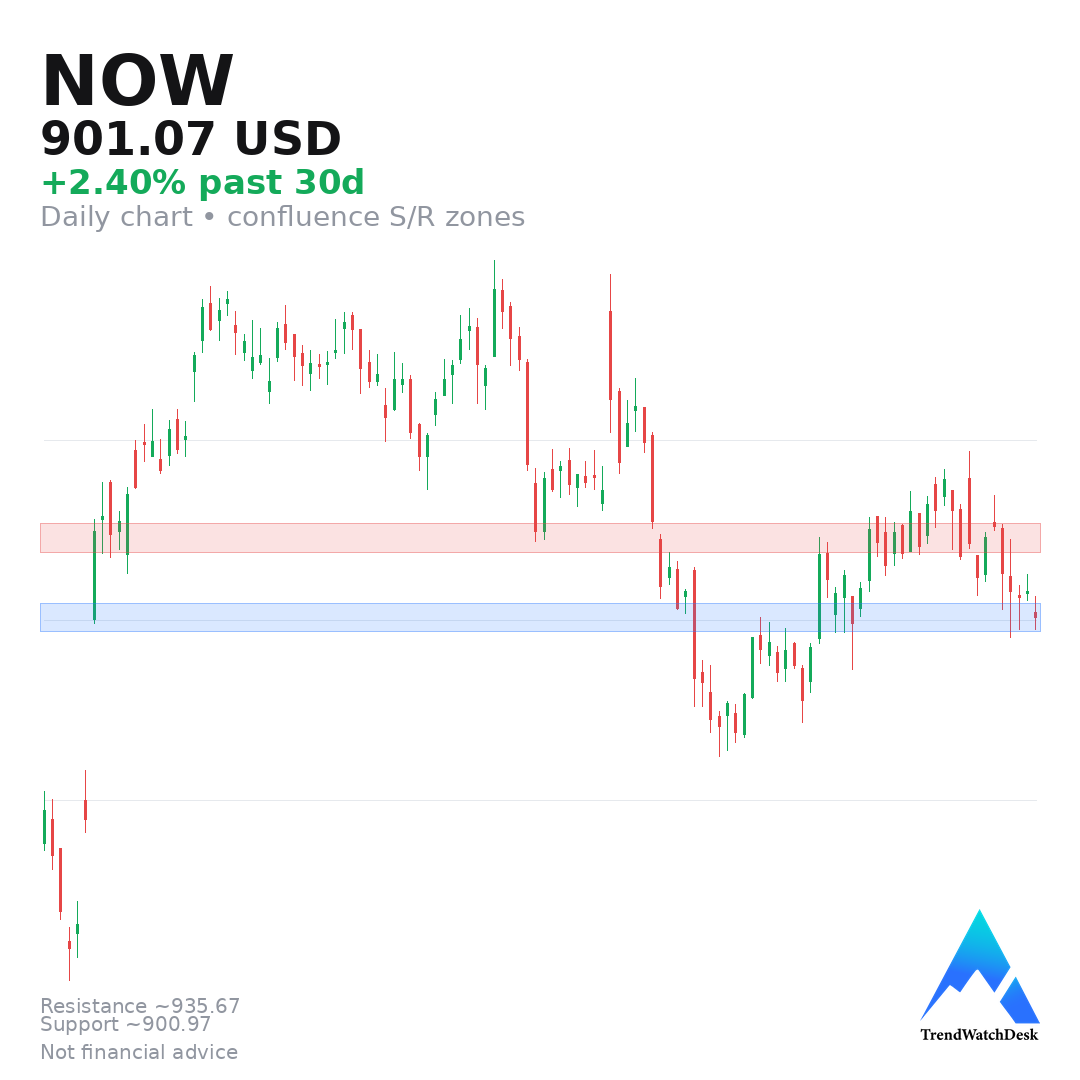 NOW
901.07 USD
+2.40% past 30d
Daily chart • confluence S/R zones
Resistance ~935.67
Support ~900.97
Not financial advice
TrendWatchDesk